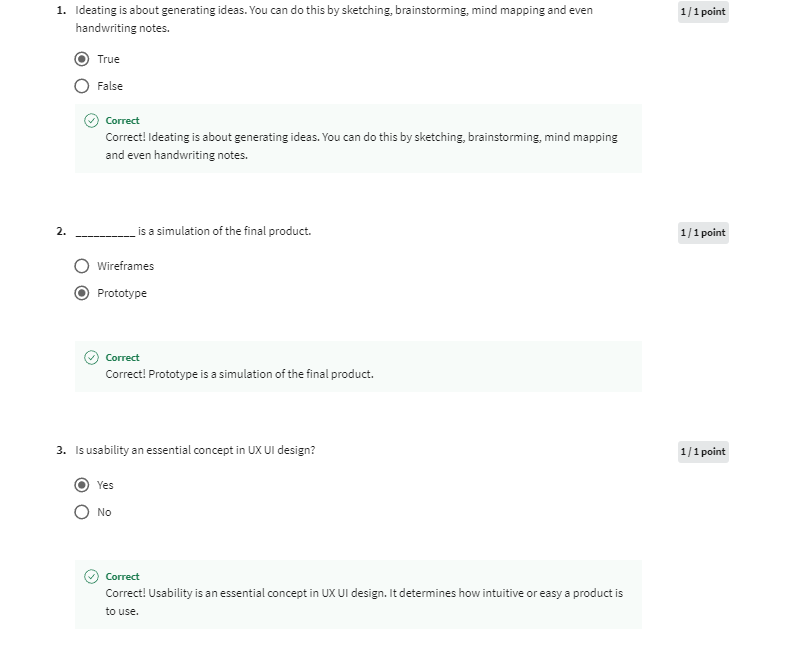 1. Ideating is about generating ideas. You can do this by sketching, brainstorming, mind mapping and even
handwriting notes.
1 / 1 point
True
False
Correct
Correct! Ideating is about generating ideas. You can do this by sketching, brainstorming, mind mapping
and even handwriting notes.
2. __________ is a simulation of the final product.
1 / 1 point
Wireframes
Prototype
Correct
Correct! Prototype is a simulation of the final product.
3. Is usability an essential concept in UX UI design?
1 / 1 point
Yes
No
Correct
Correct! Usability is an essential concept in UX UI design. It determines how intuitive or easy a product is
to use.